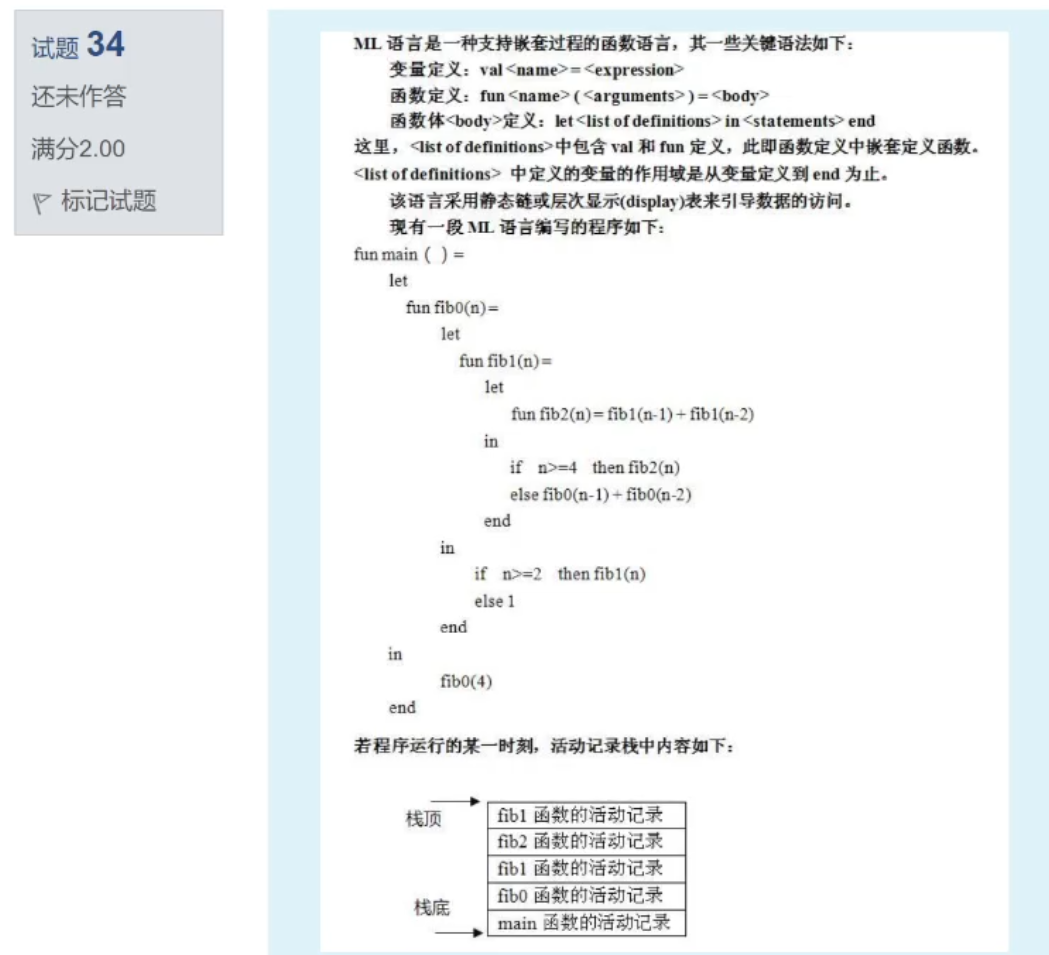 试题 34
还未作答
满分2.00
标记试题
ML 语言是一种支持嵌套过程的函数语言，其一些关键语法如下：
变量定义：val <name>=<expression>
函数定义：fun <name> (<arguments>)=<body>
函数体<body>定义：let <list of definitions> in <statements> end
这里，<list of definitions>中包含 val 和 fun 定义，此即函数定义中嵌套定义函数。
<list of definitions> 中定义的变量的作用域是从变量定义到 end 为止。
该语言采用静态链或层次显示(display)表来引导数据的访问。
现有一段 ML 语言编写的程序如下：
fun main ( ) =
let
fun fib0(n)=
let
fun fib1(n)=
let
fun fib2(n)= fib1(n-1) + fib1(n-2)
in
if n>=4 then fib2(n)
else fib0(n-1) + fib0(n-2)
end
in
if n>=2 then fib1(n)
else 1
end
in
fib0(4)
end
若程序运行的某一时刻，活动记录栈中内容如下：
栈顶
fib1 函数的活动记录
fib2 函数的活动记录
fib1 函数的活动记录
fib0 函数的活动记录
栈底
main 函数的活动记录